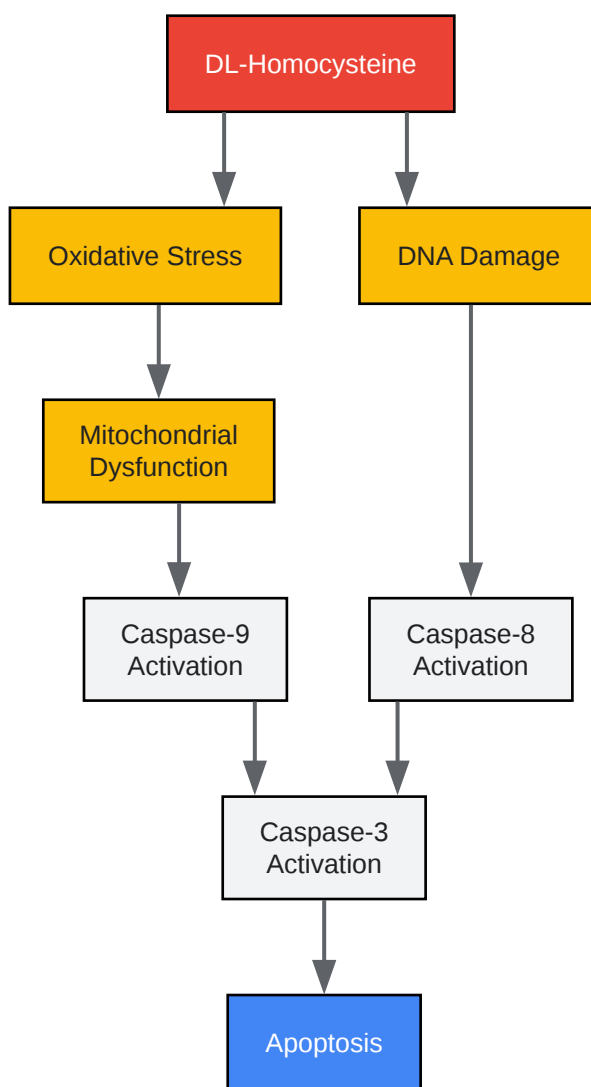 DL-Homocysteine
Oxidative Stress
DNA Damage
Mitochondrial
Dysfunction
Caspase-9
Activation
Caspase-8
Activation
Caspase-3
Activation
Apoptosis